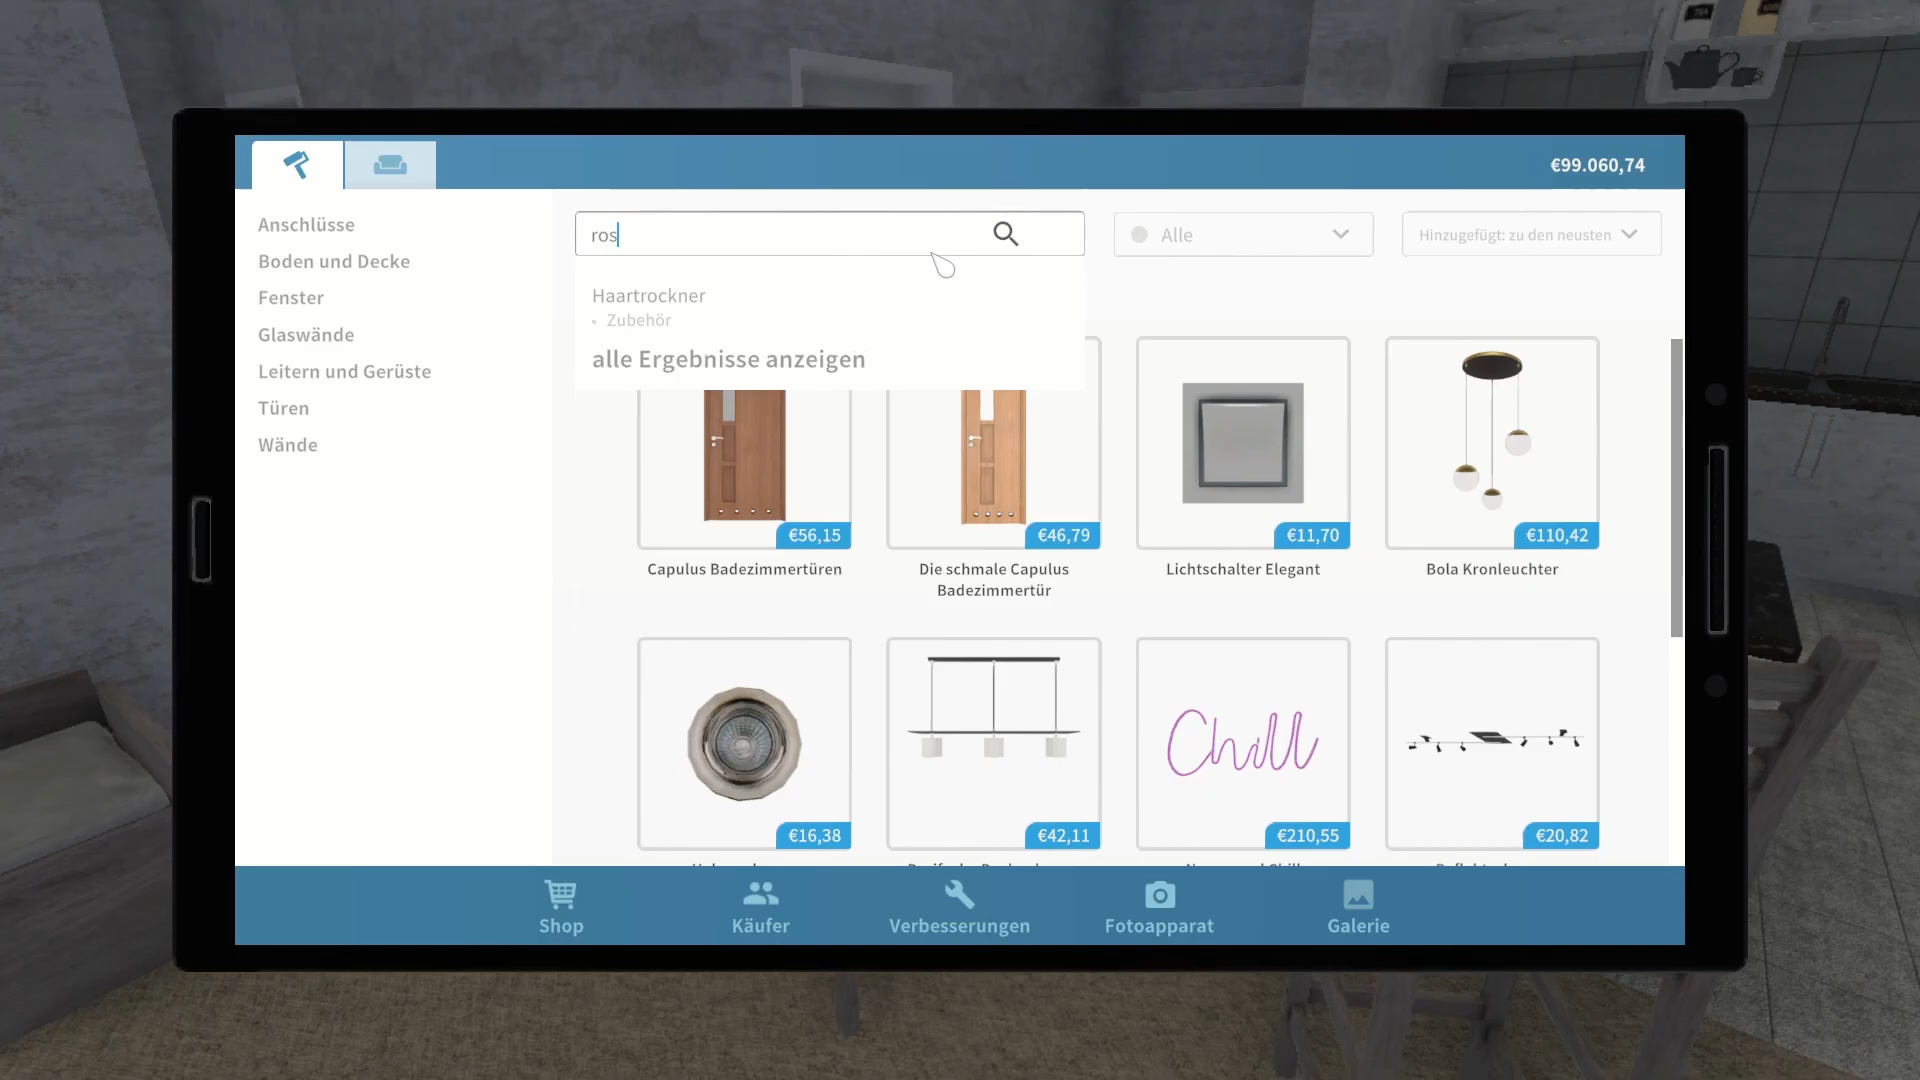 €99.060,74
Anschlüsse
Boden und Decke
Fenster
Glaswände
Leitern und Gerüste
Türen
Wände
ros
Alle
Hinzugefügt: zu den neusten
Haartrockner
Zubehör
alle Ergebnisse anzeigen
€56,15
€46,79
€11,70
€110,42
Capulus Badezimmertüren
Die schmale Capulus
Badezimmertür
Lichtschalter Elegant
Bola Kronleuchter
Chill
€16,38
€42,11
€210,55
€20,82
Shop
Käufer
Verbesserungen
Fotoapparat
Galerie